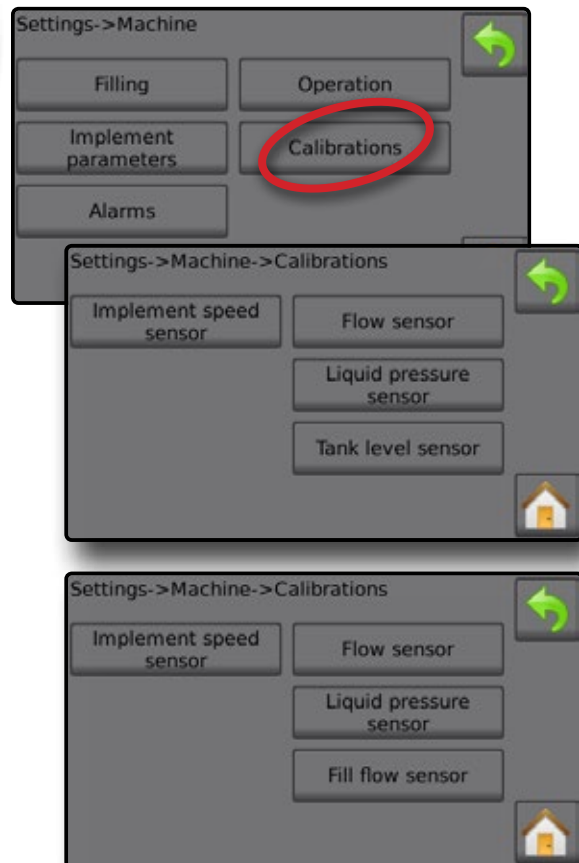 Settings->Machine
Filling
Operation
Implement
parameters
Calibrations
Alarms
Settings->Machine->Calibrations
Implement speed
sensor
Flow sensor
Liquid pressure
sensor
Tank level sensor
Settings->Machine->Calibrations
Implement speed
sensor
Flow sensor
Liquid pressure
sensor
Fill flow sensor